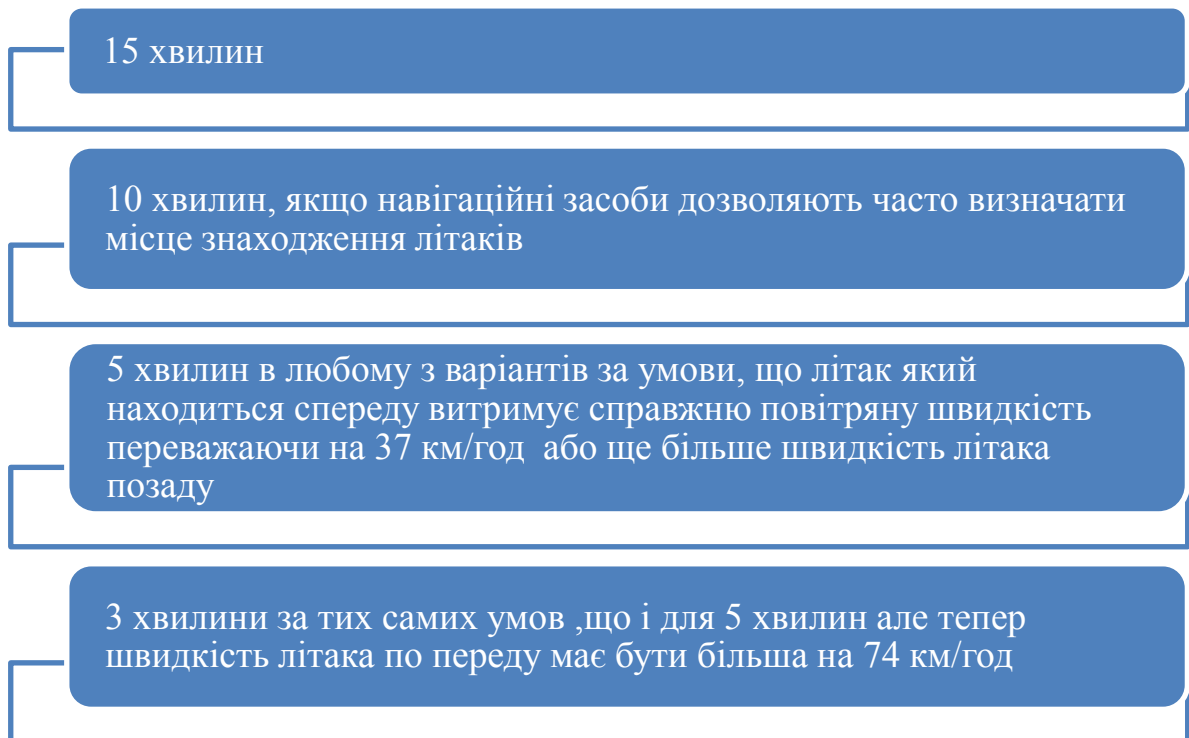 15 хвилин
10 хвилин, якщо навігаційні засоби дозволяють часто визначати
місце знаходження літаків
5 хвилин в любому з варіантів за умови, що літак який
находиться спереду витримує справжню повітряну швидкість
переважаючи на 37 км/год  або ще більше швидкість літака
позаду
3 хвилини за тих самих умов ,що і для 5 хвилин але тепер
швидкість літака по переду має бути більша на 74 км/год